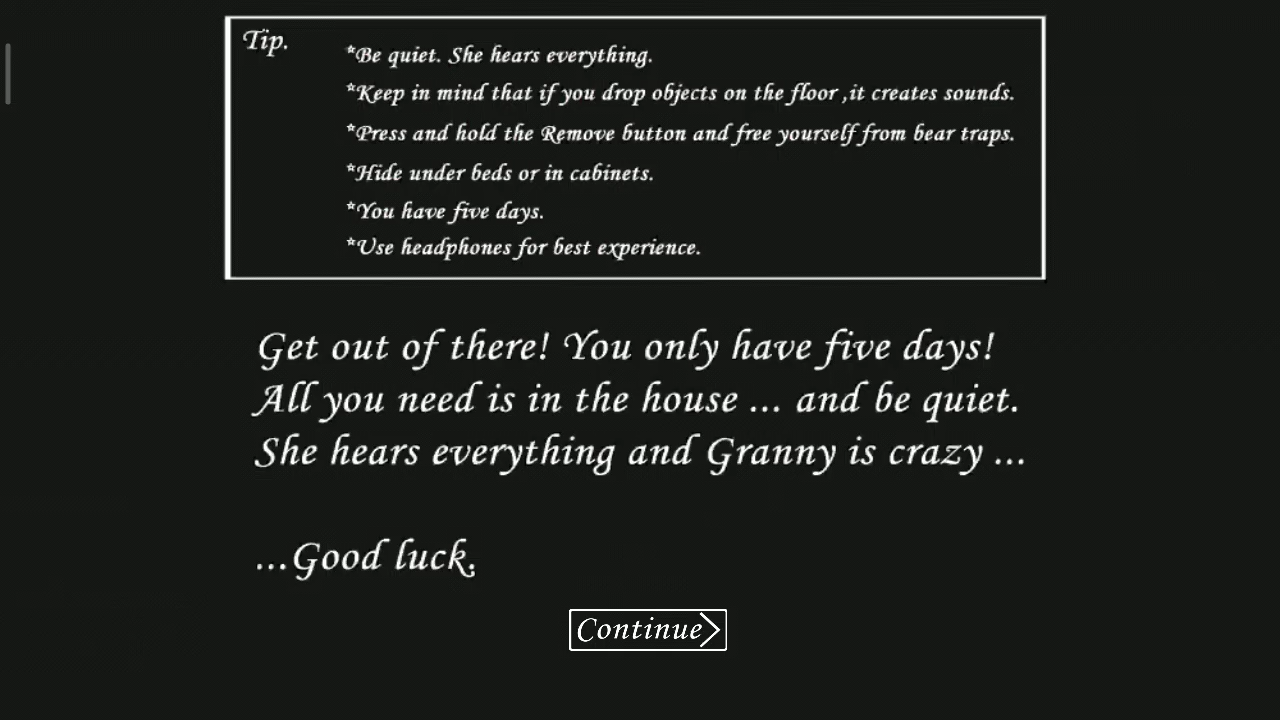 Tip.
*Be quiet. She hears everything.
*Keep in mind that if you drop objects on the floor ,it creates sounds.
*Press and hold the Remove button and free yourself from bear traps.
*Hide under beds or in cabinets.
*You have five days.
*Use headphones for best experience.
Get out of there! You only have five days!
All you need is in the house ... and be quiet.
She hears everything and Granny is crazy ...
...Good luck.
Continue